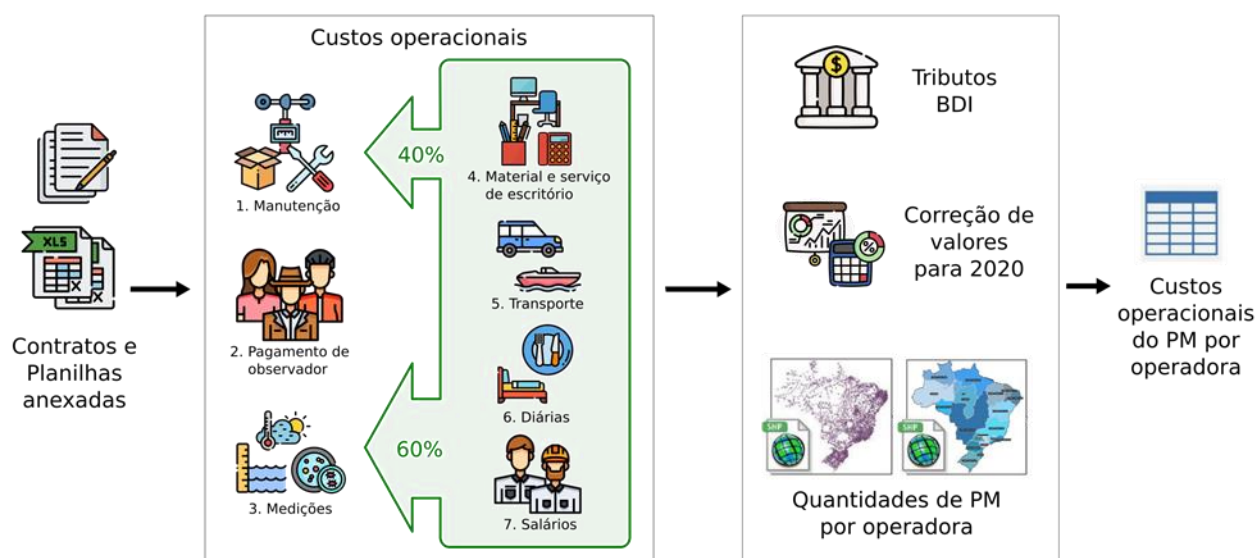 XLS
X
X
Contratos e
Planilhas
anexadas
Custos operacionais
1. Manutenção
2. Pagamento de
observador
3. Medições
40%
60%
4. Material e serviço
de escritório
5. Transporte
6. Diárias
7. Salários
$
Tributos
BDI
%
Correção de
valores
para 2020
SHP
SHP
Quantidades de PM
por operadora
Custos
operacionais
do PM por
operadora